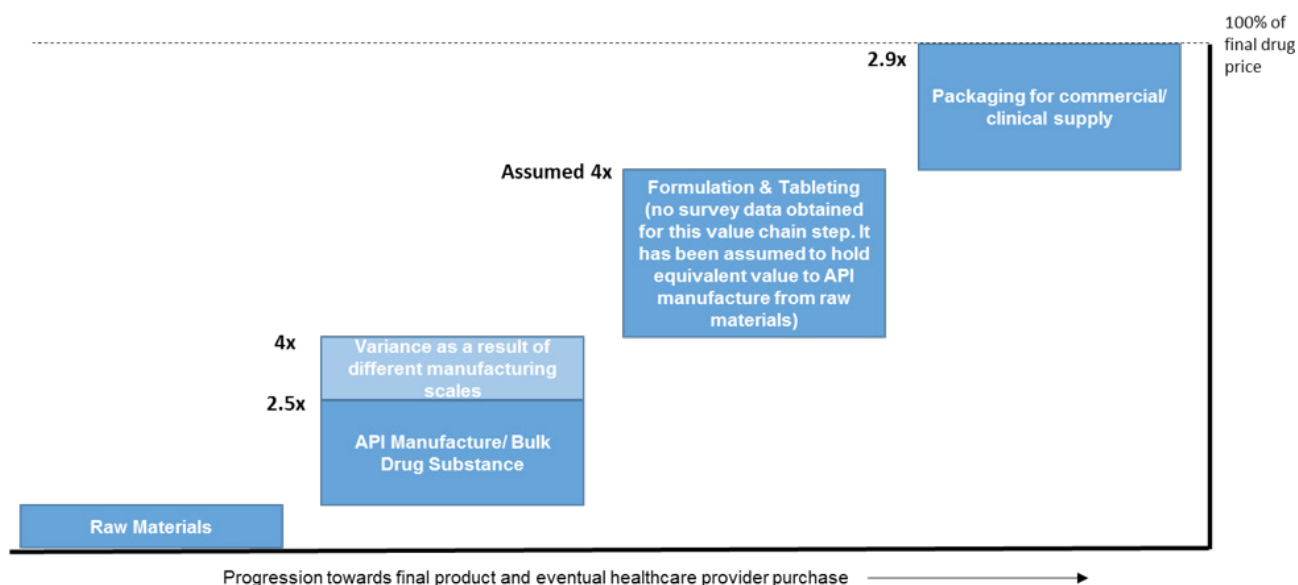 100% of
final drug
price
2.9x
Packaging for commercial/
clinical supply
Assumed 4x
Formulation & Tableting
(no survey data obtained
for this value chain step. It
has been assumed to hold
equivalent value to API
manufacture from raw
materials)
4x
Variance as a result of
different manufacturing
scales
2.5x
API Manufacture/ Bulk
Drug Substance
Raw Materials
Progression towards final product and eventual healthcare provider purchase